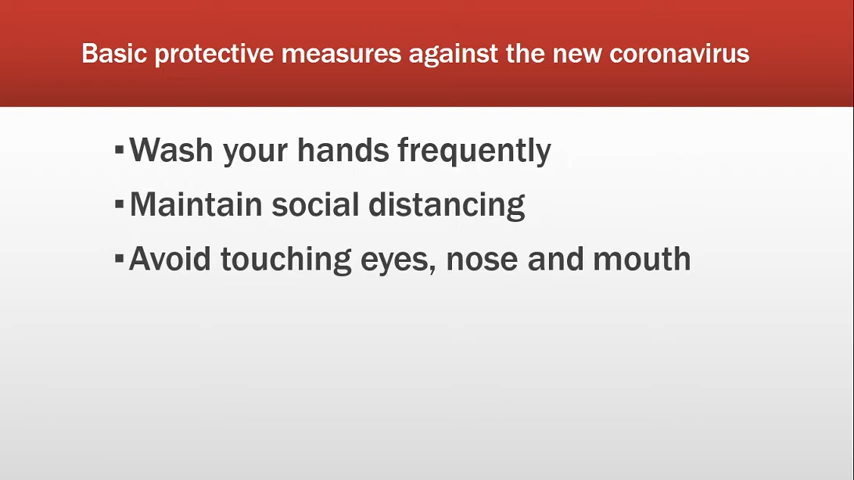 Basic protective measures against the new coronavirus
▪Wash your hands frequently
▪Maintain social distancing
▪Avoid touching eyes, nose and mouth